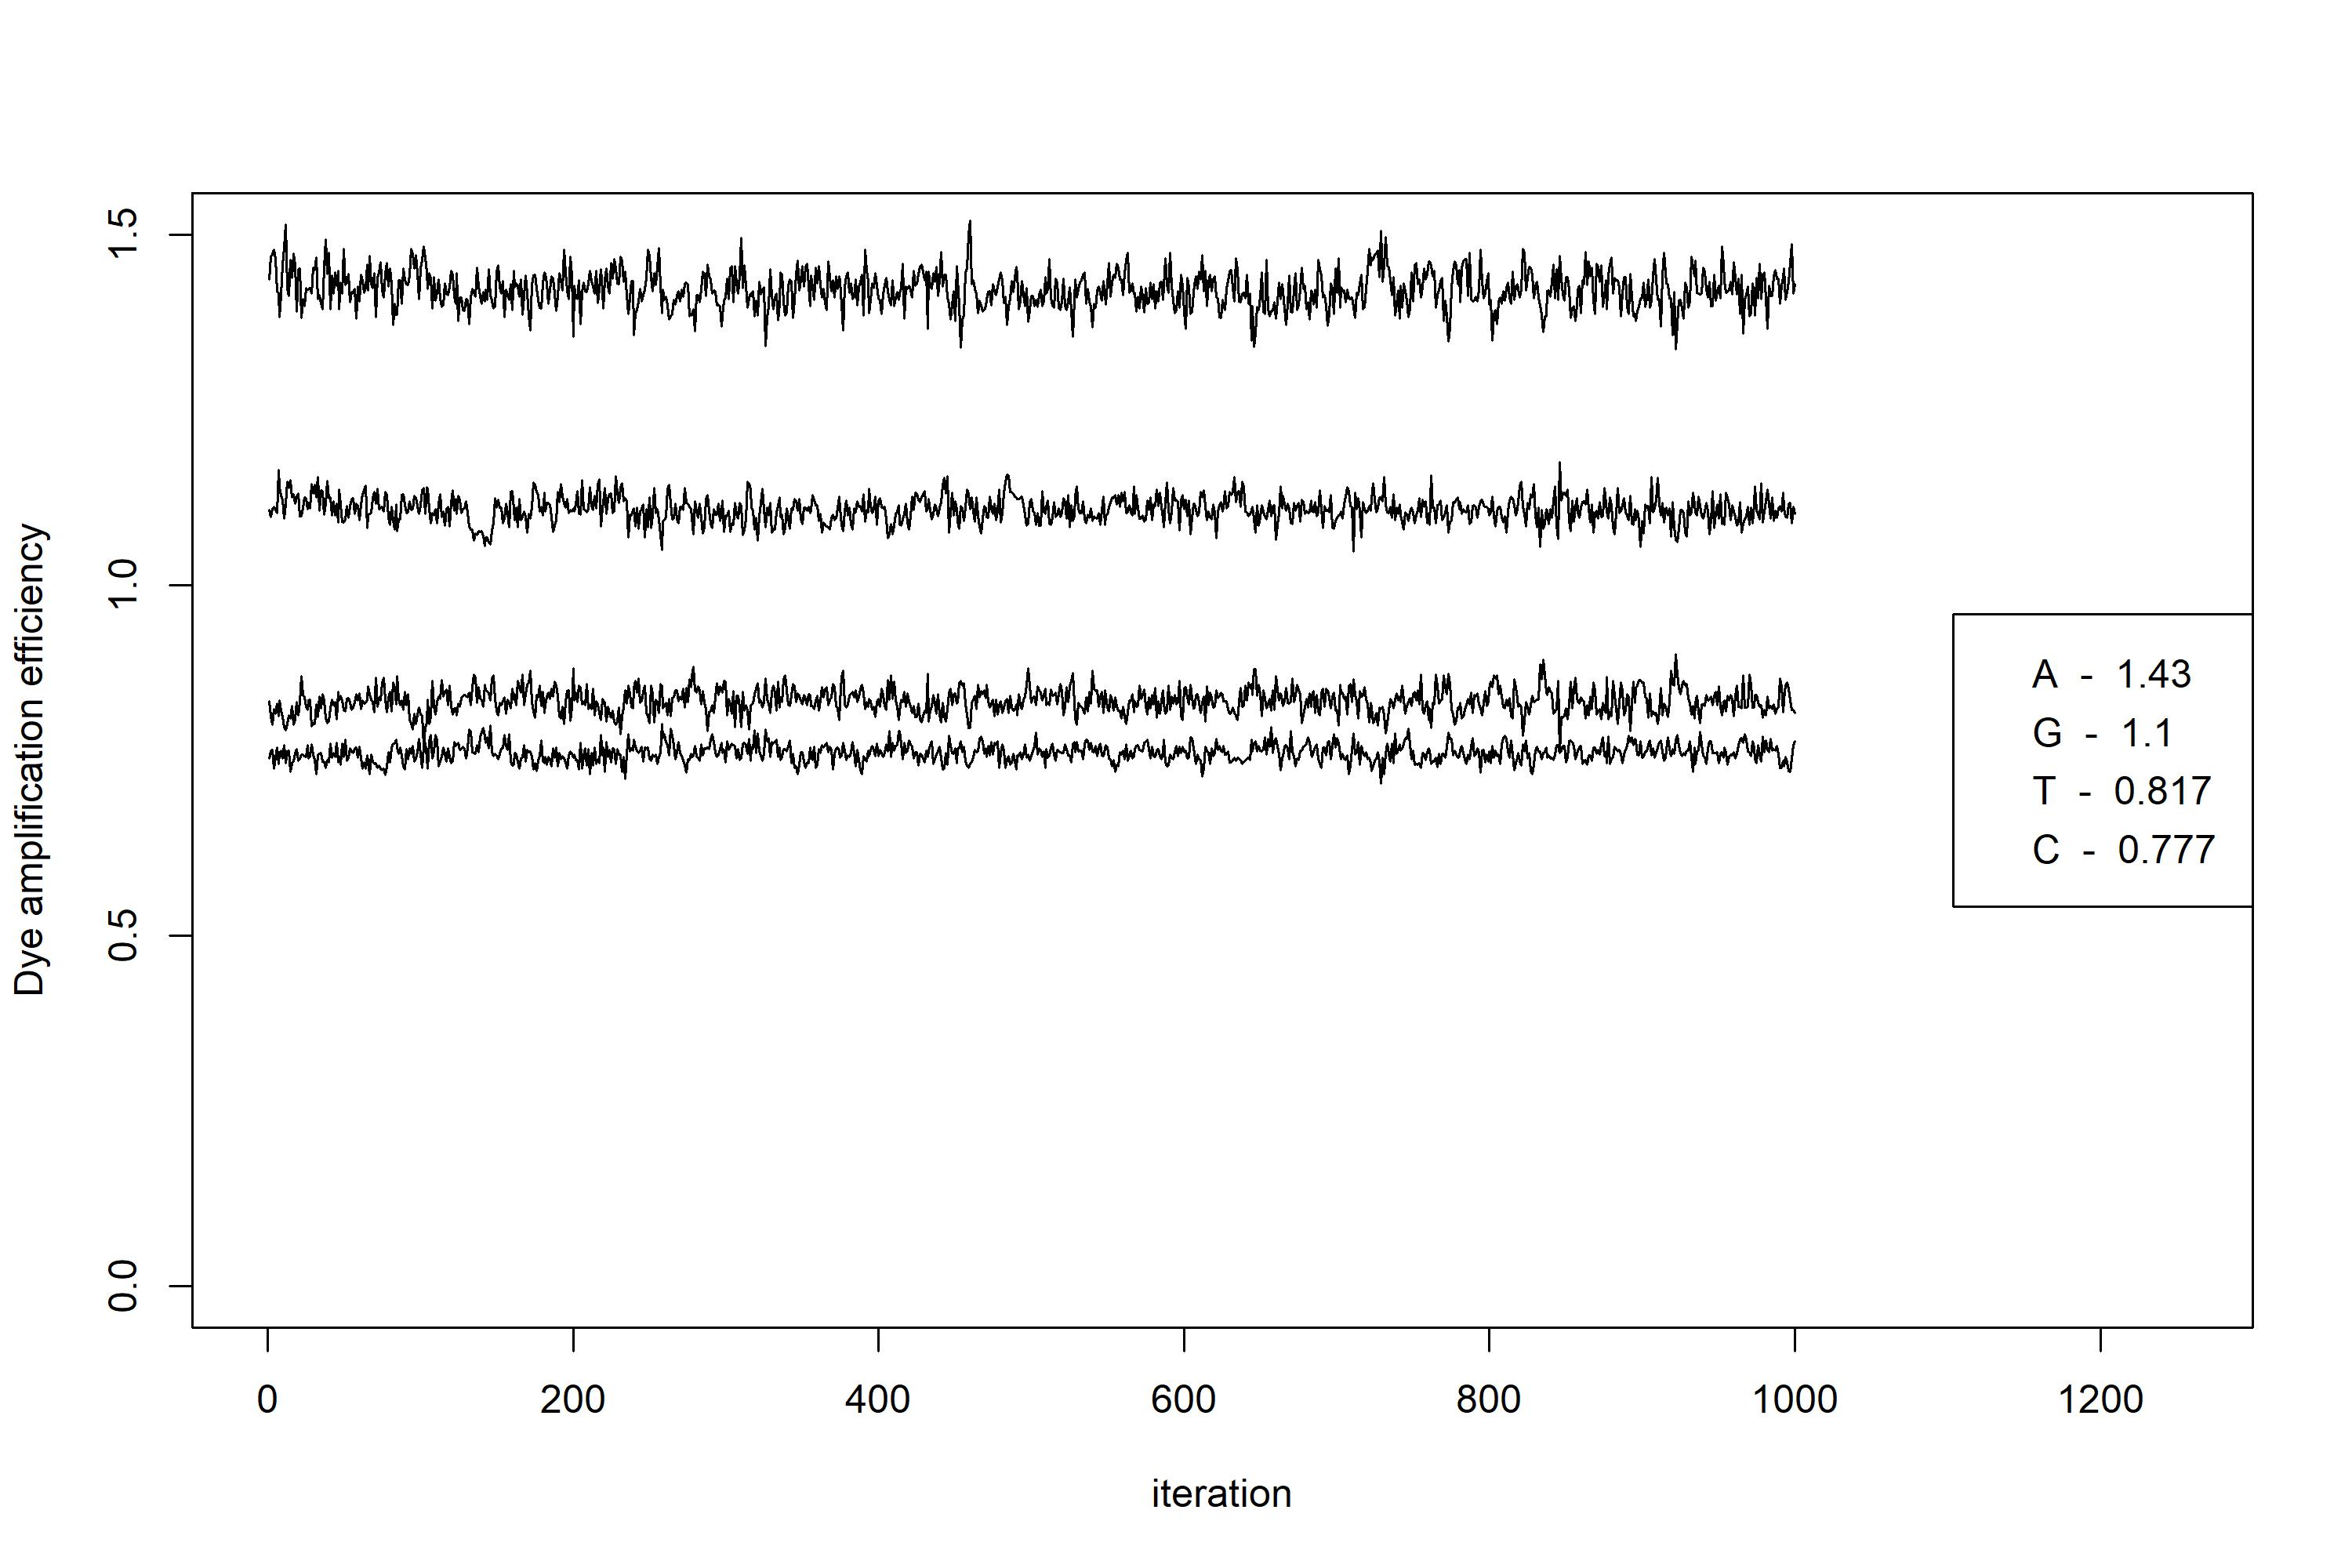 Dye amplification efficiency
1.5
1.0
0.5
0.0
A - 1.43
G - 1.1
T - 0.817
C - 0.777
0 200 400 600 800 1000 1200
iteration